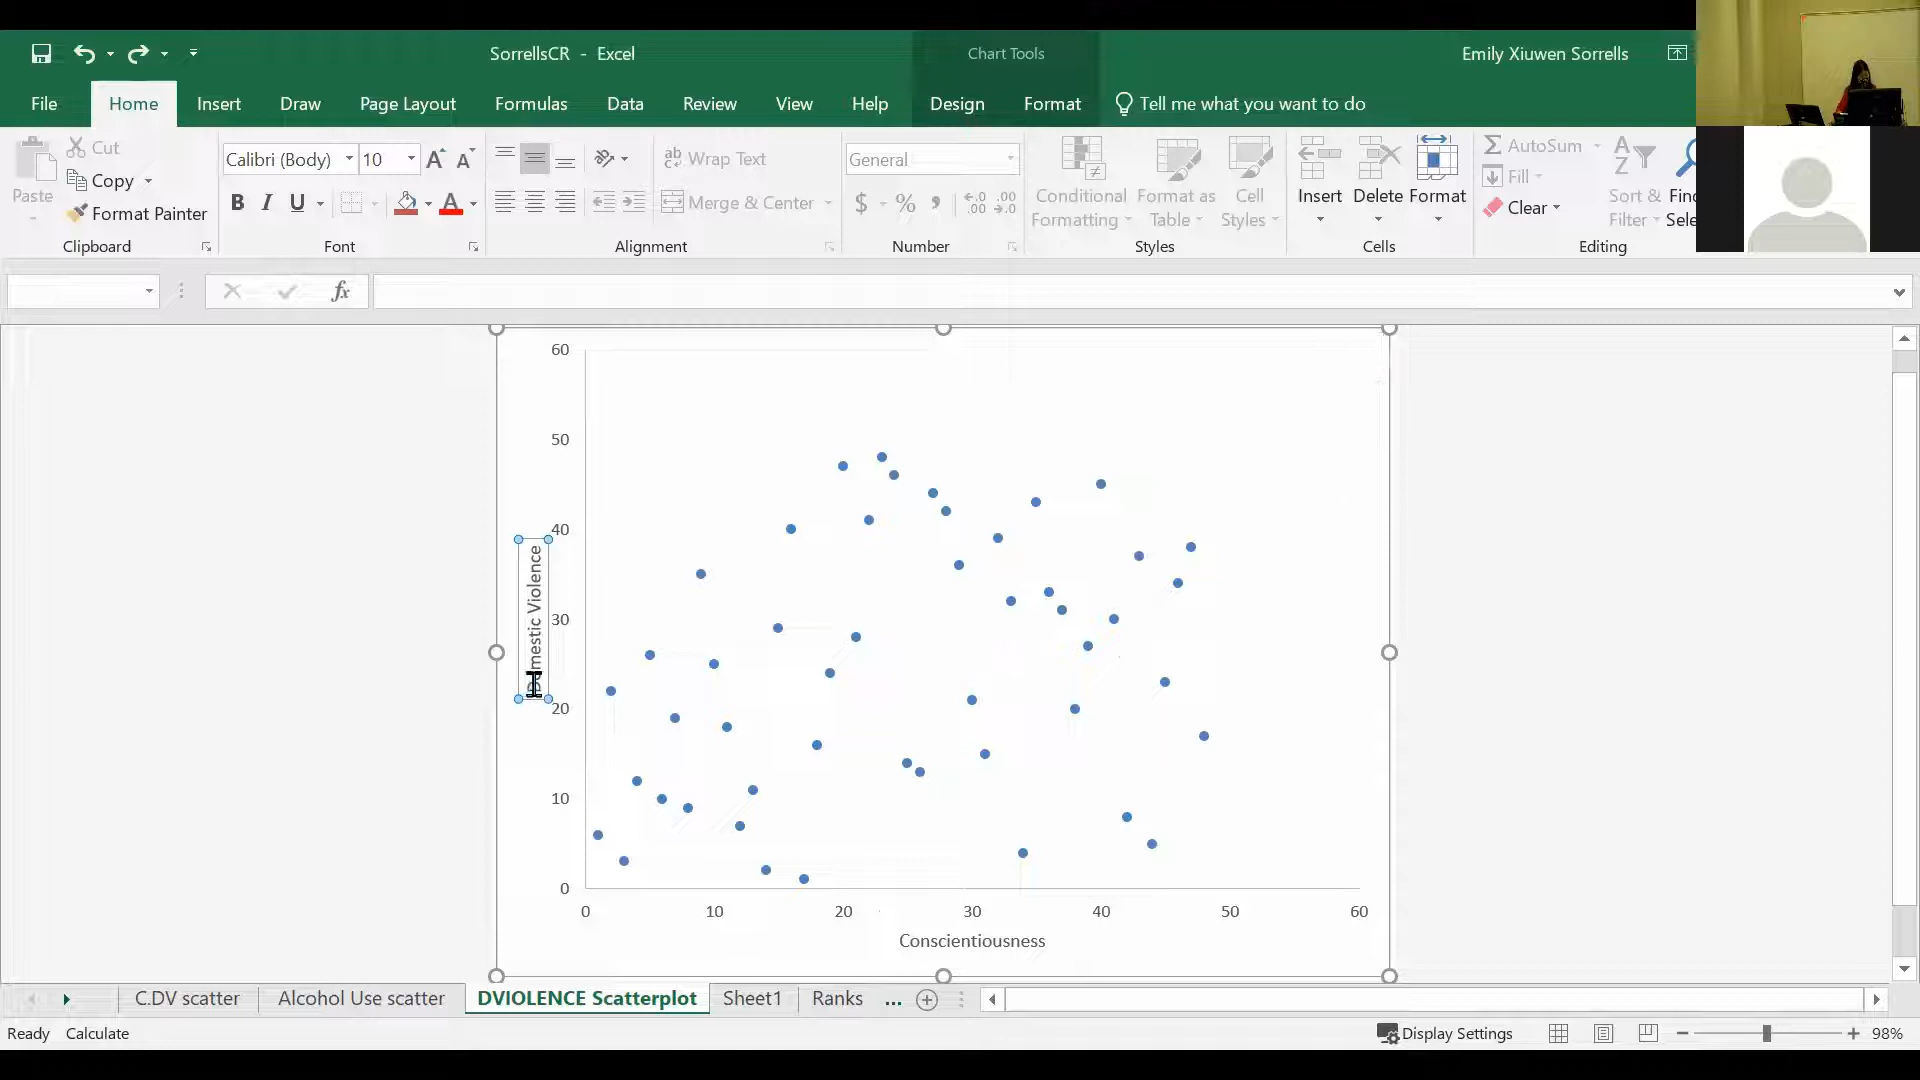 SorrellsCR - Excel
Chart Tools
Emily Xiuwen Sorrells
File
Home
Insert
Draw
Page Layout
Formulas
Data
Review
View
Help
Design
Format
Tell me what you want to do
Paste
Cut
Copy
Format Painter
Clipboard
Calibri (Body)
10
B I U
Font
Wrap Text
Merge & Center
Alignment
General
$ % ,
Number
Conditional Formatting
Format as Table
Cell Styles
Styles
Insert
Delete
Format
Cells
AutoSum
Fill
Clear
Sort & Filter
Editing
fx
Domestic Violence
60
50
40
30
20
10
0
0 10 20 30 40 50 60
Conscientiousness
C.DV scatter
Alcohol Use scatter
DVIOLENCE Scatterplot
Sheet1
Ranks
...
Ready
Calculate
Display Settings
98%